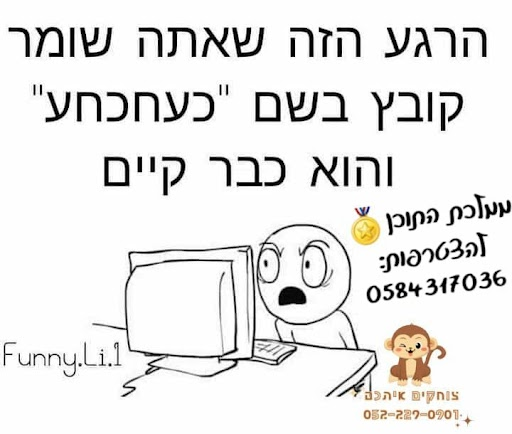 הרגע הזה שאתה שומר
קובץ בשם "כעחכחע"
והוא כבר קיים
ממלכת התוכן
להצטרפות:
0584317036
Funny.Li.1
צוחקים איתכם
052-229-0901